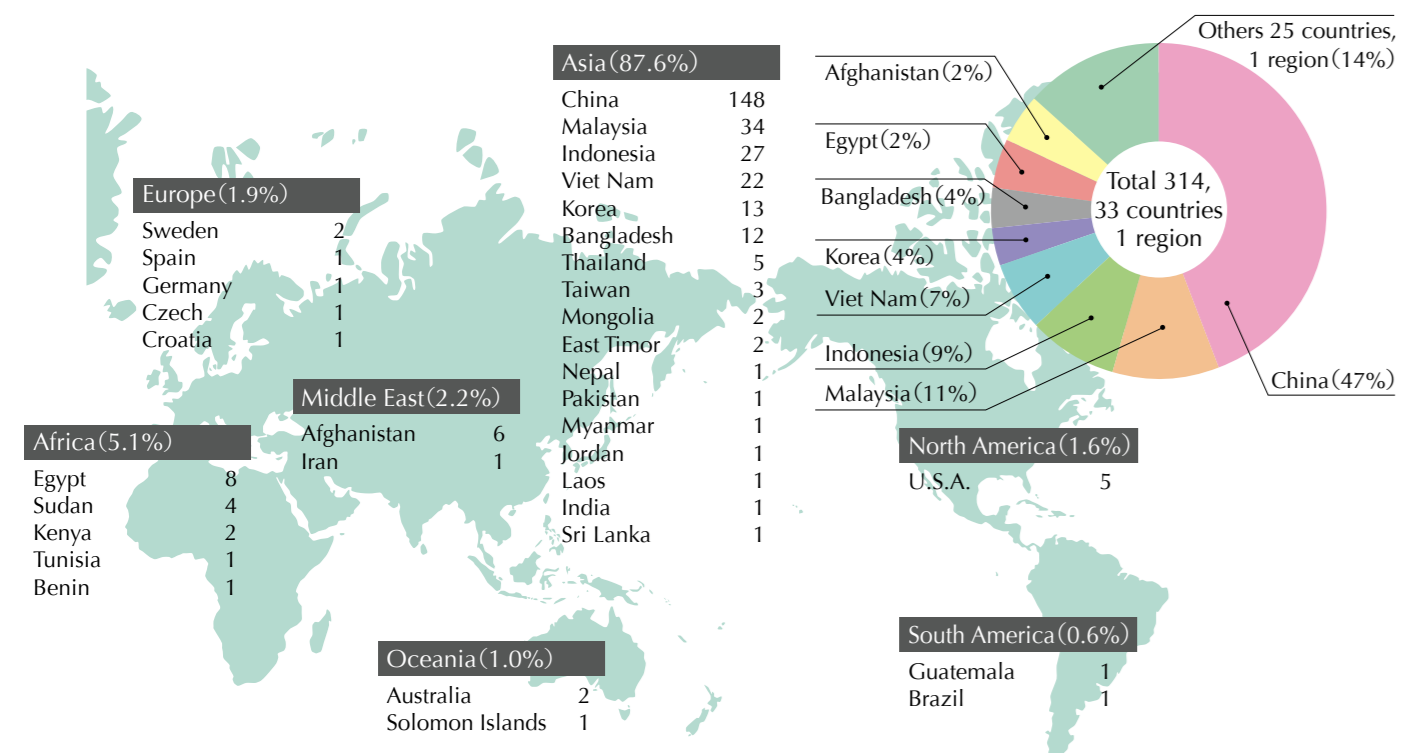 Europe(1.9%)
Sweden 2
Spain 1
Germany 1
Czech 1
Croatia 1
Africa(5.1%)
Egypt 8
Sudan 4
Kenya 2
Tunisia 1
Benin 1
Middle East(2.2%)
Afghanistan 6
Iran 1
Oceania(1.0%)
Australia 2
Solomon Islands 1
Asia(87.6%)
China 148
Malaysia 34
Indonesia 27
Viet Nam 22
Korea 13
Bangladesh 12
Thailand 5
Taiwan 3
Mongolia 2
East Timor 2
Nepal 1
Pakistan 1
Myanmar 1
Jordan 1
Laos 1
India 1
Sri Lanka 1
Others 25 countries,
1 region(14%)
Afghanistan(2%)
Egypt(2%)
Bangladesh(4%)
Korea(4%)
Viet Nam(7%)
Indonesia(9%)
Malaysia(11%)
China(47%)
Total 314,
33 countries
1 region
North America(1.6%)
U.S.A. 5
South America(0.6%)
Guatemala 1
Brazil 1